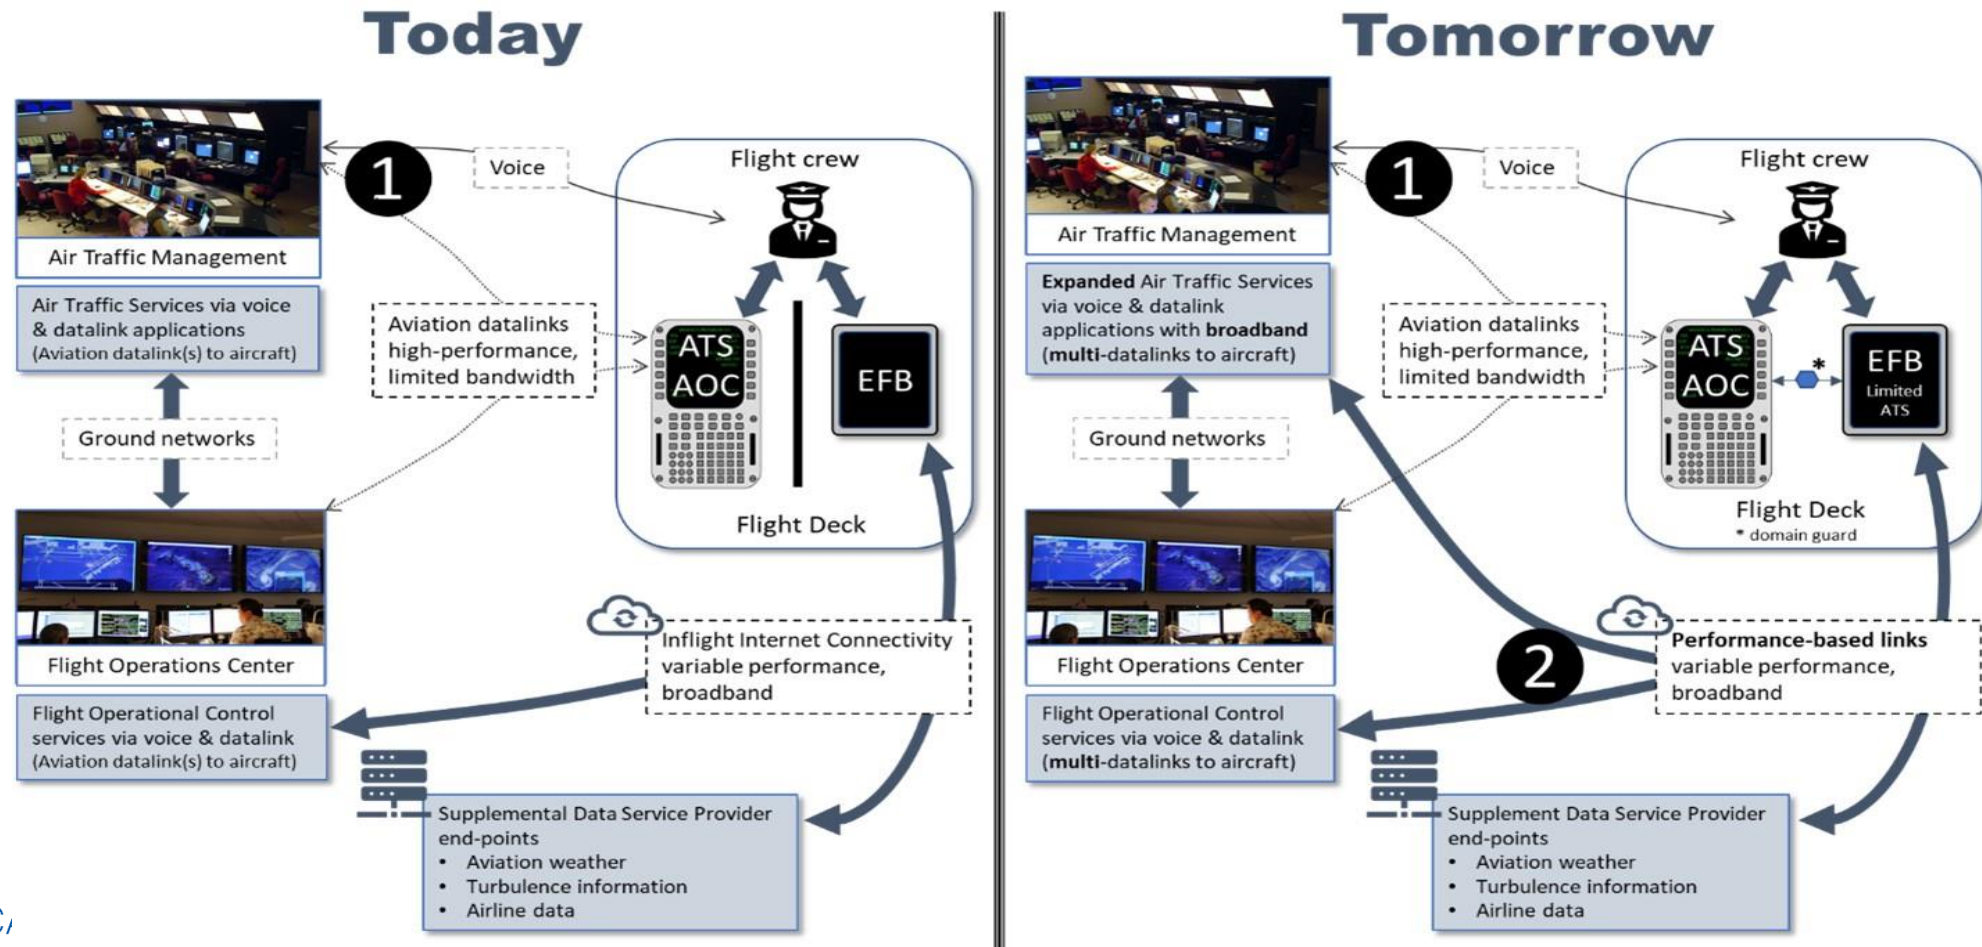 Today
1
Voice
Flight crew
Air Traffic Management
Air Traffic Services via voice
& datalink applications
(Aviation datalink(s) to aircraft)
Aviation datalinks
high-performance,
limited bandwidth
ATS
AOC
EFB
Ground networks
Flight Deck
Flight Operations Center
Inflight Internet Connectivity
variable performance,
broadband
Flight Operational Control
services via voice & datalink
(Aviation datalink(s) to aircraft)
Supplemental Data Service Provider
end-points
• Aviation weather
• Turbulence information
• Airline data
Tomorrow
1
Voice
Flight crew
Air Traffic Management
Expanded Air Traffic Services
via voice & datalink
applications with broadband
(multi-datalinks to aircraft)
Aviation datalinks
high-performance,
limited bandwidth
ATS
AOC
*
EFB
Limited
ATS
Ground networks
Flight Deck
* domain guard
Flight Operations Center
2
Performance-based links
variable performance,
broadband
Flight Operational Control
services via voice & datalink
(multi-datalinks to aircraft)
Supplement Data Service Provider
end-points
• Aviation weather
• Turbulence information
• Airline data